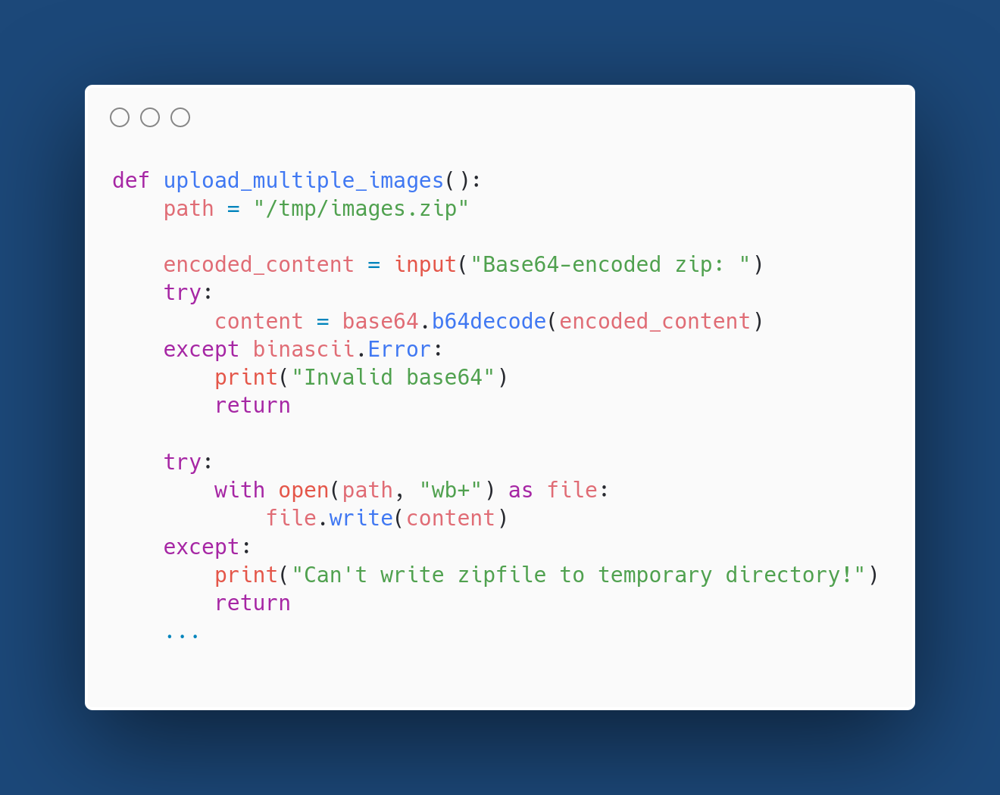 def upload_multiple_images():
    path = "/tmp/images.zip"

    encoded_content = input("Base64-encoded zip: ")
    try:
        content = base64.b64decode(encoded_content)
    except binascii.Error:
        print("Invalid base64")
        return

    try:
        with open(path, "wb+") as file:
            file.write(content)
    except:
        print("Can't write zipfile to temporary directory!")
        return
    ...